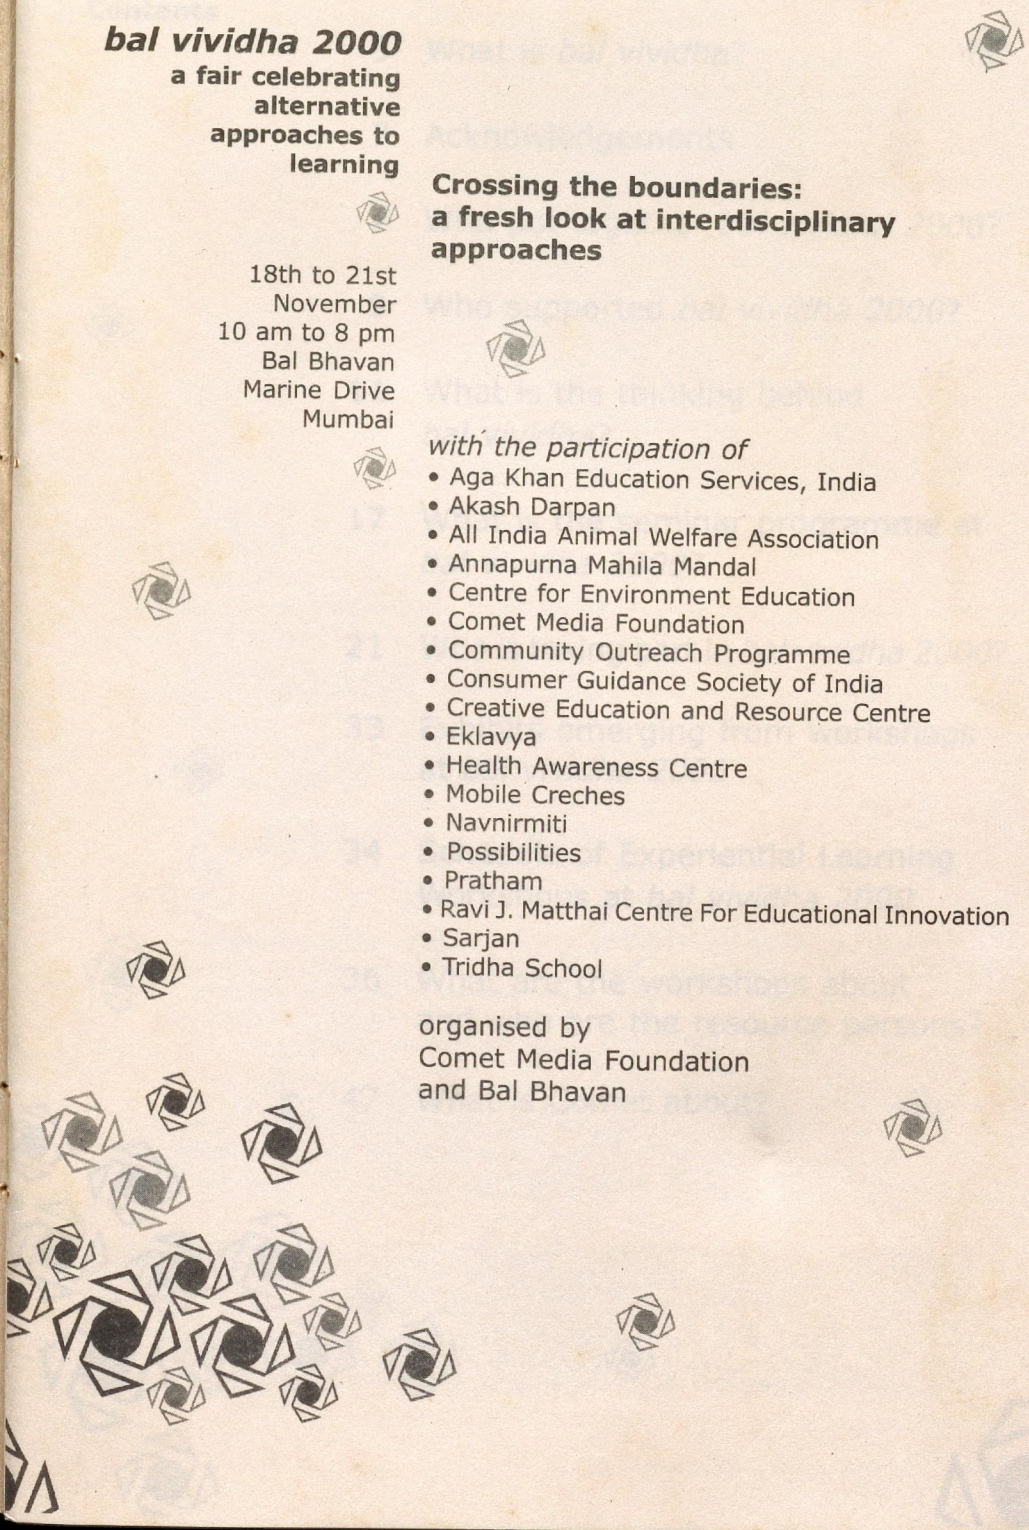 bal vividha 2000
a fair celebrating
alternative
approaches to
learning
Crossing the boundaries:
a fresh look at interdisciplinary
approaches
18th to 21st
November
10 am to 8 pm
Bal Bhavan
Marine Drive
Mumbai
with the participation of
• Aga Khan Education Services, India
• Akash Darpan
• All India Animal Welfare Association
• Annapurna Mahila Mandal
• Centre for Environment Education
• Comet Media Foundation
• Community Outreach Programme
• Consumer Guidance Society of India
• Creative Education and Resource Centre
• Eklavya
• Health Awareness Centre
• Mobile Creches
• Navnirmiti
• Possibilities
• Pratham
• Ravi J. Matthai Centre For Educational Innovation
• Sarjan
• Tridha School
organised by
Comet Media Foundation
and Bal Bhavan